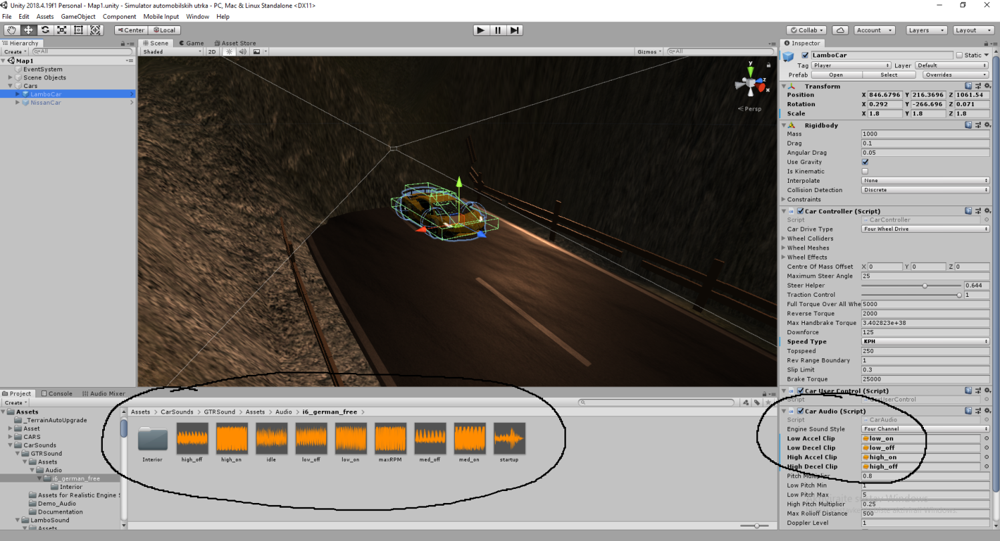 Unity 2018.4.19f1 Personal - Map1.unity - Simulator automobilskih utrka - PC, Mac & Linux Standalone <DX11>
File Edit Assets GameObject Component Mobile Input Window Help
Center Local Collab Account Layers Layout
Hierarchy
Create All
Map1
EventSystem
Scene Objects
Cars
LamboCar
NissanCar
Scene Game Asset Store
Shaded 2D Gizmos All
y
z
x
Persp
Inspector
LamboCar Static
Tag Player Layer Default
Prefab Open Select Overrides
Transform
Position X 846.6796 Y 216.3696 Z 1061.54
Rotation X 0.292 Y -266.696 Z 0.071
Scale X 1.8 Y 1.8 Z 1.8
Rigidbody
Mass 1000
Drag 0.1
Angular Drag 0.05
Use Gravity
Is Kinematic
Interpolate None
Collision Detection Discrete
Constraints
Car Controller (Script)
Script CarController
Car Drive Type Four Wheel Drive
Wheel Colliders
Wheel Meshes
Wheel Effects
Centre Of Mass Offset X 0 Y 0 Z 0
Maximum Steer Angle 25
Steer Helper 0.644
Traction Control 1
Full Torque Over All Whe 5000
Reverse Torque 2000
Max Handbrake Torque 3.402823e+38
Downforce 125
Speed Type KPH
Topspeed 250
Rev Range Boundary 1
Slip Limit 0.3
Brake Torque 25000
Car User Control (Script)
Script CarUserControl
Car Audio (Script)
Script CarAudio
Engine Sound Style Four Channel
Low Accel Clip low_on
Low Decel Clip low_off
High Accel Clip high_on
High Decel Clip high_off
Pitch Multiplier 0.8
Low Pitch Min 1
Low Pitch Max 5
High Pitch Multiplier 0.25
Max Rolloff Distance 500
Doppler Level 1
Project Console Audio Mixer
Create
Assets
_TerrainAutoUpgrade
Asset
CARS
CarSounds
GTRSound
Assets
Audio
i6_german_free
Interior
Assets for Realistic Engine S
Demo_Audio
Documentation
LamboSound
Assets
Assets > CarSounds > GTRSound > Assets > Audio > i6_german_free >
Interior high_off high_on idle low_off low_on maxRPM med_off med_on startup